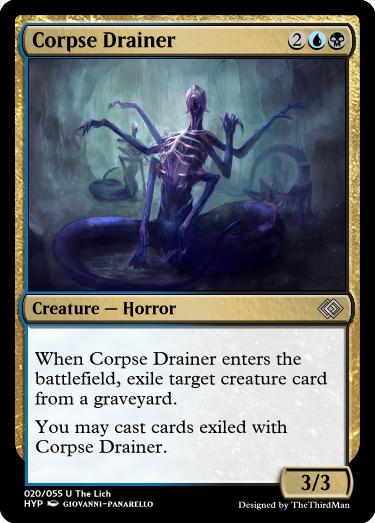 Corpse Drainer 2
Creature — Horror
When Corpse Drainer enters the
battlefield, exile target creature card
from a graveyard.
You may cast cards exiled with
Corpse Drainer.
3/3
020/055 U The Lich
HYP GIOVANNI-PANARELLO
Designed by TheThirdMan